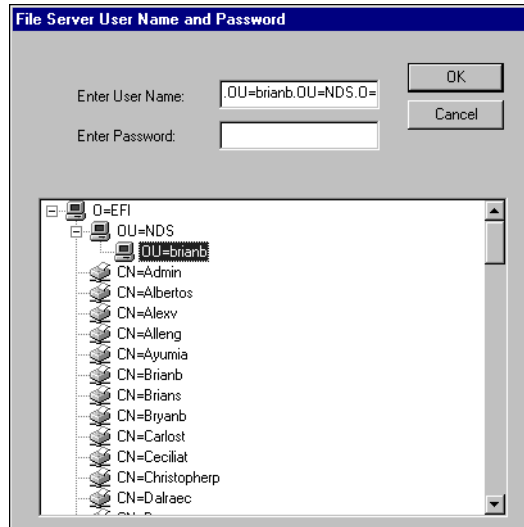 File Server User Name and Password
Enter User Name: .OU=brianb.OU=NDS.O=
OK
Enter Password:
Cancel
O=EFI
OU=NDS
OU=brianb
CN=Admin
CN=Albertos
CN=Alexv
CN=Alleng
CN=Ayumia
CN=Brianb
CN=Brians
CN=Bryanb
CN=Carlost
CN=Ceciliat
CN=Christopherp
CN=Dalraec